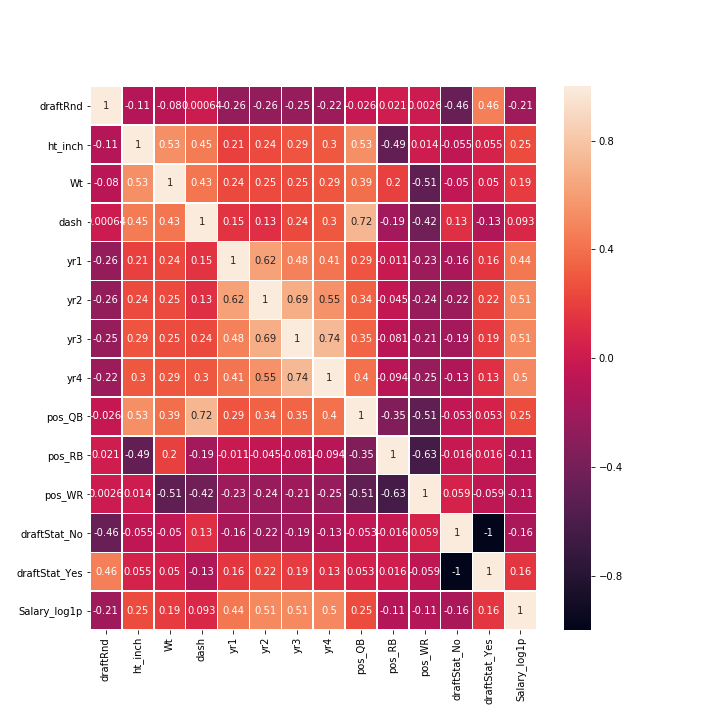 draftRnd 1 -0.11 -0.08 0.00064 -0.26 -0.26 -0.25 -0.22 -0.026 0.021 0.0026 -0.46 0.46 -0.21
ht_inch -0.11 1 0.53 0.45 0.21 0.24 0.29 0.3 0.53 -0.49 0.014 -0.055 0.055 0.25
0.8
Wt -0.08 0.53 1 0.43 0.24 0.25 0.25 0.29 0.39 0.2 -0.51 -0.05 0.05 0.19
dash 0.00064 0.45 0.43 1 0.15 0.13 0.24 0.3 0.72 -0.19 -0.42 0.13 -0.13 0.093
0.4
yr1 -0.26 0.21 0.24 0.15 1 0.62 0.48 0.41 0.29 -0.011 -0.23 -0.16 0.16 0.44
yr2 -0.26 0.24 0.25 0.13 0.62 1 0.69 0.55 0.34 -0.045 -0.24 -0.22 0.22 0.51
yr3 -0.25 0.29 0.25 0.24 0.48 0.69 1 0.74 0.35 -0.081 -0.21 -0.19 0.19 0.51
0.0
yr4 -0.22 0.3 0.29 0.3 0.41 0.55 0.74 1 0.4 -0.094 -0.25 -0.13 0.13 0.5
pos_QB -0.026 0.53 0.39 0.72 0.29 0.34 0.35 0.4 1 -0.35 -0.51 -0.053 0.053 0.25
pos_RB 0.021 -0.49 0.2 -0.19 -0.011 -0.045 -0.081 -0.094 -0.35 1 -0.63 -0.016 0.016 -0.11
-0.4
pos_WR 0.0026 0.014 -0.51 -0.42 -0.23 -0.24 -0.21 -0.25 -0.51 -0.63 1 0.059 -0.059 -0.11
draftStat_No -0.46 -0.055 -0.05 0.13 -0.16 -0.22 -0.19 -0.13 -0.053 -0.016 0.059 1 -1 -0.16
draftStat_Yes 0.46 0.055 0.05 -0.13 0.16 0.22 0.19 0.13 0.053 0.016 -0.059 -1 1 0.16
-0.8
Salary_log1p -0.21 0.25 0.19 0.093 0.44 0.51 0.51 0.5 0.25 -0.11 -0.11 -0.16 0.16 1
draftRnd
ht_inch
Wt
dash
yr1
yr2
yr3
yr4
pos_QB
pos_RB
pos_WR
draftStat_No
draftStat_Yes
Salary_log1p